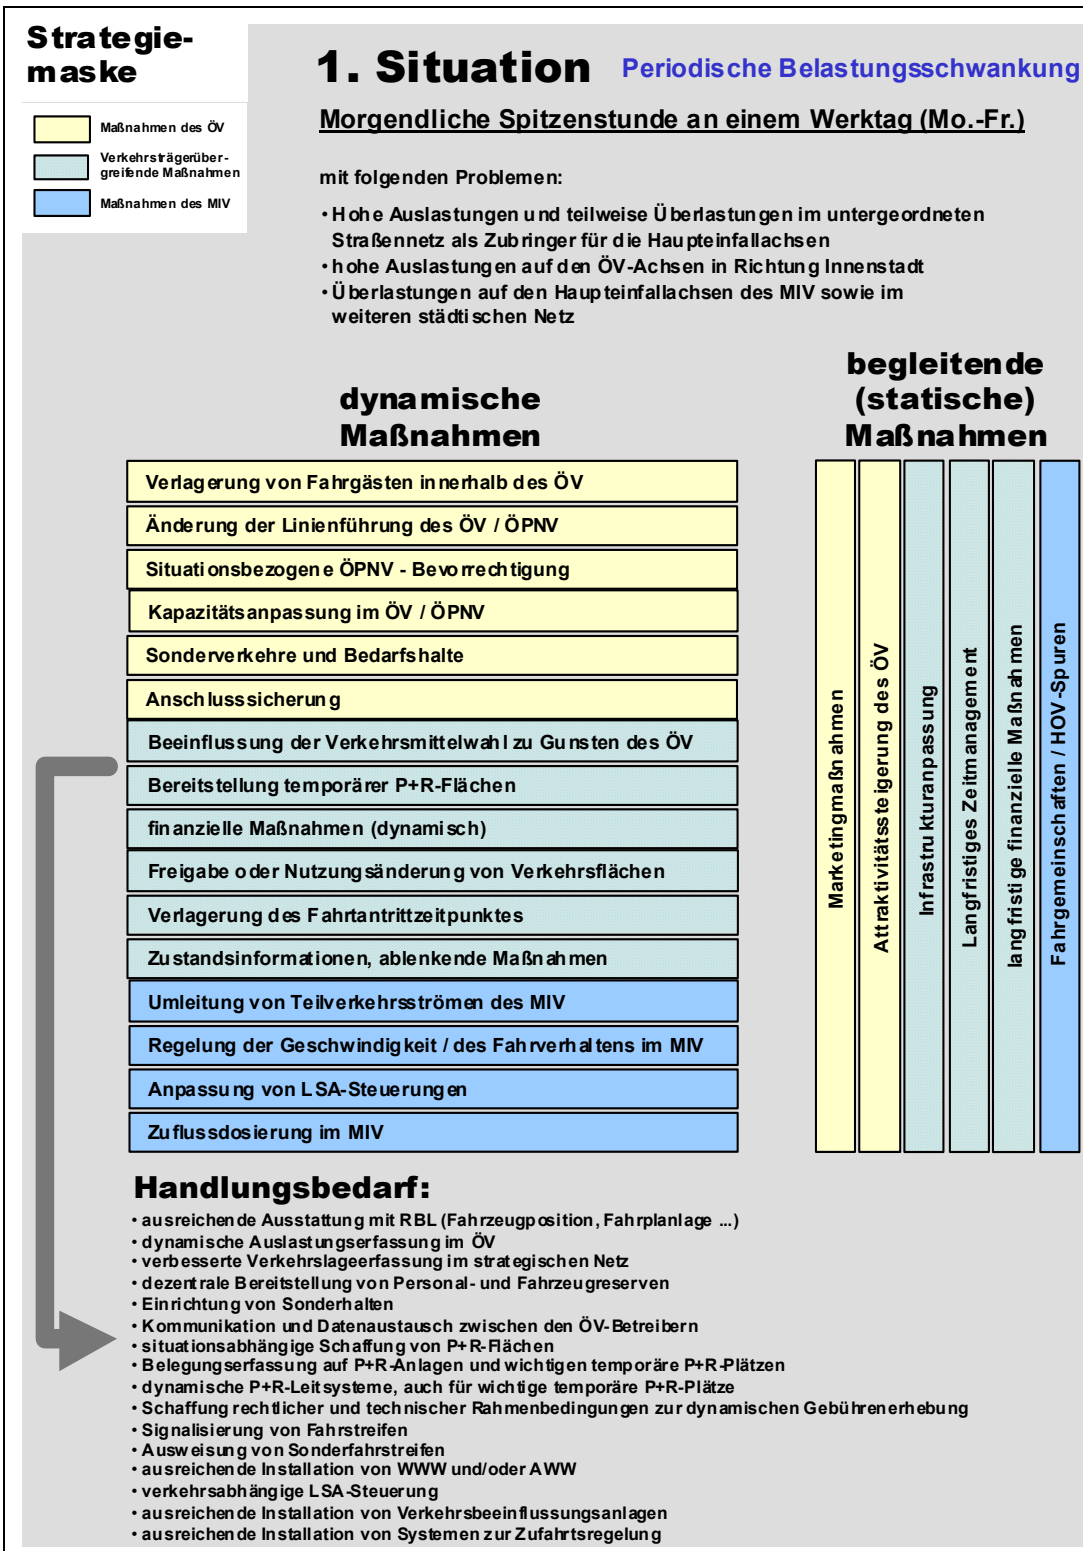 Strategie-
maske
Maßnahmen des ÖV
Verkehrsträgerüber-
greifende Maßnahmen
Maßnahmen des MIV
1. Situation Periodische Belastungsschwankung
Morgendliche Spitzenstunde an einem Werktag (Mo.-Fr.)
mit folgenden Problemen:
• Hohe Auslastungen und teilweise Überlastungen im untergeordneten
Straßennetz als Zubringer für die Haupteinfallachsen
• hohe Auslastungen auf den ÖV-Achsen in Richtung Innenstadt
• Überlastungen auf den Haupteinfallachsen des MIV sowie im
weiteren städtischen Netz
dynamische
Maßnahmen
Verlagerung von Fahrgästen innerhalb des ÖV
Änderung der Linienführung des ÖV / ÖPNV
Situationsbezogene ÖPNV - Bevorrechtigung
Kapazitätsanpassung im ÖV / ÖPNV
Sonderverkehre und Bedarfshalte
Anschlusssicherung
Beeinflussung der Verkehrsmittelwahl zu Gunsten des ÖV
Bereitstellung temporärer P+R-Flächen
finanzielle Maßnahmen (dynamisch)
Freigabe oder Nutzungsänderung von Verkehrsflächen
Verlagerung des Fahrtantrittzeitpunktes
Zustandsinformationen, ablenkende Maßnahmen
Umleitung von Teilverkehrsströmen des MIV
Regelung der Geschwindigkeit / des Fahrverhaltens im MIV
Anpassung von LSA-Steuerungen
Zuflussdosierung im MIV
begleitende
(statische)
Maßnahmen
Marketingmaßnahmen
Attraktivitätssteigerung des ÖV
Infrastrukturanpassung
Langfristiges Zeitmanagement
langfristige finanzielle Maßnahmen
Fahrgemeinschaften / HOV-Spuren
Handlungsbedarf:
• ausreichende Ausstattung mit RBL (Fahrzeugposition, Fahrplanlage ...)
• dynamische Auslastungserfassung im ÖV
• verbesserte Verkehrslageerfassung im strategischen Netz
• dezentrale Bereitstellung von Personal- und Fahrzeugreserven
• Einrichtung von Sonderhalten
• Kommunikation und Datenaustausch zwischen den ÖV-Betreibern
• situationsabhängige Schaffung von P+R-Flächen
• Belegungserfassung auf P+R-Anlagen und wichtigen temporäre P+R-Plätzen
• dynamische P+R-Leitsysteme, auch für wichtige temporäre P+R-Plätze
• Schaffung rechtlicher und technischer Rahmenbedingungen zur dynamischen Gebührenerhebung
• Signalisierung von Fahrstreifen
• Ausweisung von Sonderfahrstreifen
• ausreichende Installation von WWW und/oder AWW
• verkehrsabhängige LSA-Steuerung
• ausreichende Installation von Verkehrsbeeinflussungsanlagen
• ausreichende Installation von Systemen zur Zufahrtsregelung